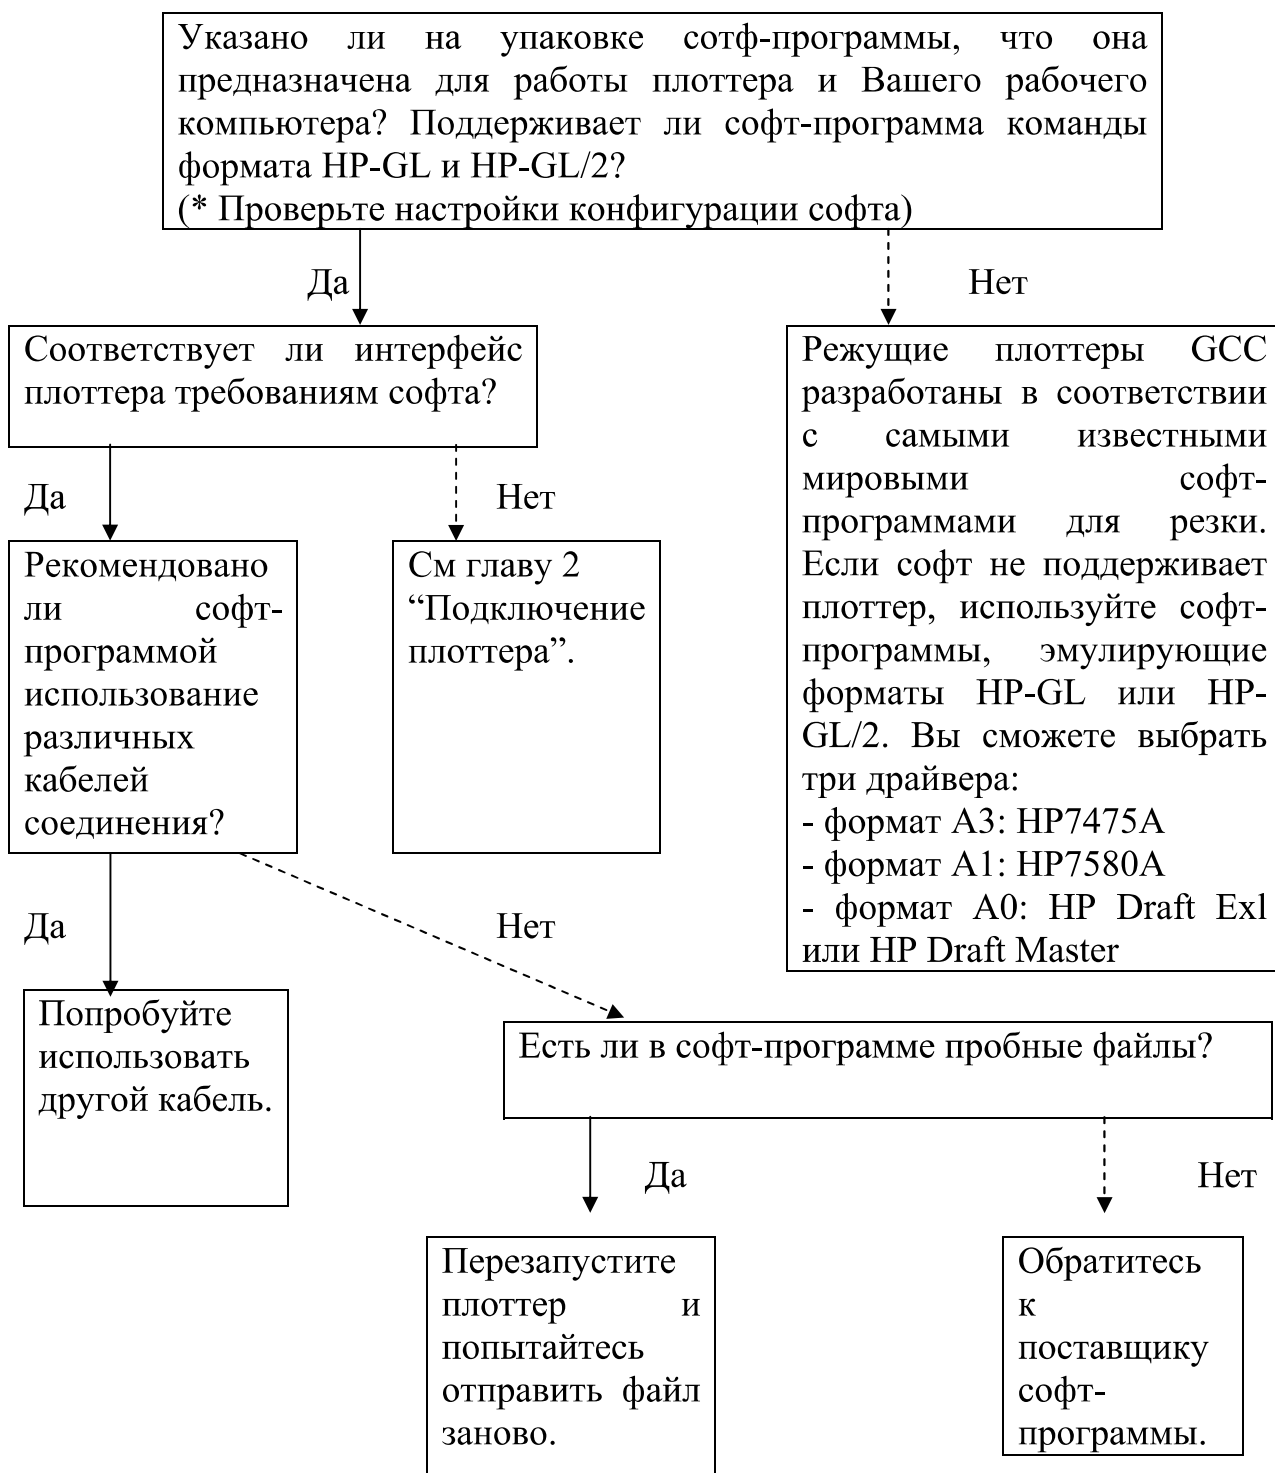 Указано ли на упаковке сотф-программы, что она
предназначена для работы плоттера и Вашего рабочего
компьютера? Поддерживает ли софт-программа команды
формата HP-GL и HP-GL/2?
(* Проверьте настройки конфигурации софта)
Да
Нет
Соответствует ли интерфейс
плоттера требованиям софта?
Режущие плоттеры GCC
разработаны в соответствии
с самыми известными
мировыми софт-
программами для резки.
Если софт не поддерживает
плоттер, используйте софт-
программы, эмулирующие
форматы HP-GL или HP-
GL/2. Вы сможете выбрать
три драйвера:
- формат А3: HP7475A
- формат А1: HP7580A
- формат А0: HP Draft Exl
или HP Draft Master
Да
Нет
Рекомендовано
ли софт-
программой
использование
различных
кабелей
соединения?
См главу 2
“Подключение
плоттера”.
Да
Нет
Попробуйте
использовать
другой кабель.
Есть ли в софт-программе пробные файлы?
Да
Нет
Перезапустите
плоттер и
попытайтесь
отправить файл
заново.
Обратитесь
к
поставщику
софт-
программы.